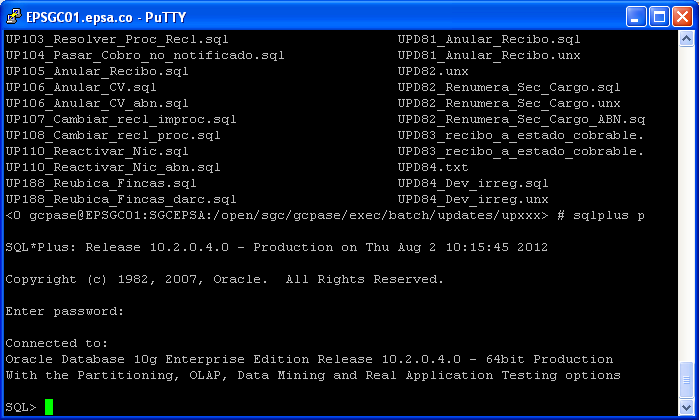 EPSGC01.epsa.co - PuTTY
UP103_Resolver_Proc_Recl.sql UPD81_Anular_Recibo.sql
UP104_Pasar_Cobro_no_notificado.sql UPD81_Anular_Recibo.unx
UP105_Anular_Recibo.sql UPD82.unx
UP106_Anular_CV.sql UPD82_Renumera_Sec_Cargo.sql
UP106_Anular_CV_abn.sql UPD82_Renumera_Sec_Cargo.unx
UP107_Cambiar_recl_improc.sql UPD82_Renumera_Sec_Cargo_ABN.sq
UP108_Cambiar_recl_proc.sql UPD83_recibo_a_estado_cobrable.
UP110_Reactivar_Nic.sql UPD83_recibo_a_estado_cobrable.
UP110_Reactivar_Nic_abn.sql UPD84.txt
UP188_Reubica_Fincas.sql UPD84_Dev_irreg.sql
UP188_Reubica_Fincas_darc.sql UPD84_Dev_irreg.unx
<0 gcpase@EPSGC01:SGCEPSA:/open/sgc/gcpase/exec/batch/updates/upxxx> # sqlplus p
SQL*Plus: Release 10.2.0.4.0 - Production on Thu Aug 2 10:15:45 2012
Copyright (c) 1982, 2007, Oracle.  All Rights Reserved.
Enter password:
Connected to:
Oracle Database 10g Enterprise Edition Release 10.2.0.4.0 - 64bit Production
With the Partitioning, OLAP, Data Mining and Real Application Testing options
SQL>